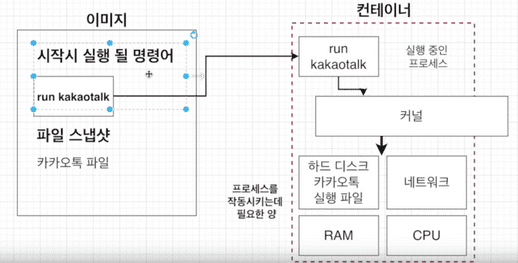 이미지
시작시 실행 될 명령어
run kakaotalk
파일 스냅샷
카카오톡 파일
컨테이너
run
kakaotalk
실행 중인
프로세스
커널
프로세스를
작동시키는데
필요한 양
하드 디스크
카카오톡
실행 파일
네트워크
RAM
CPU